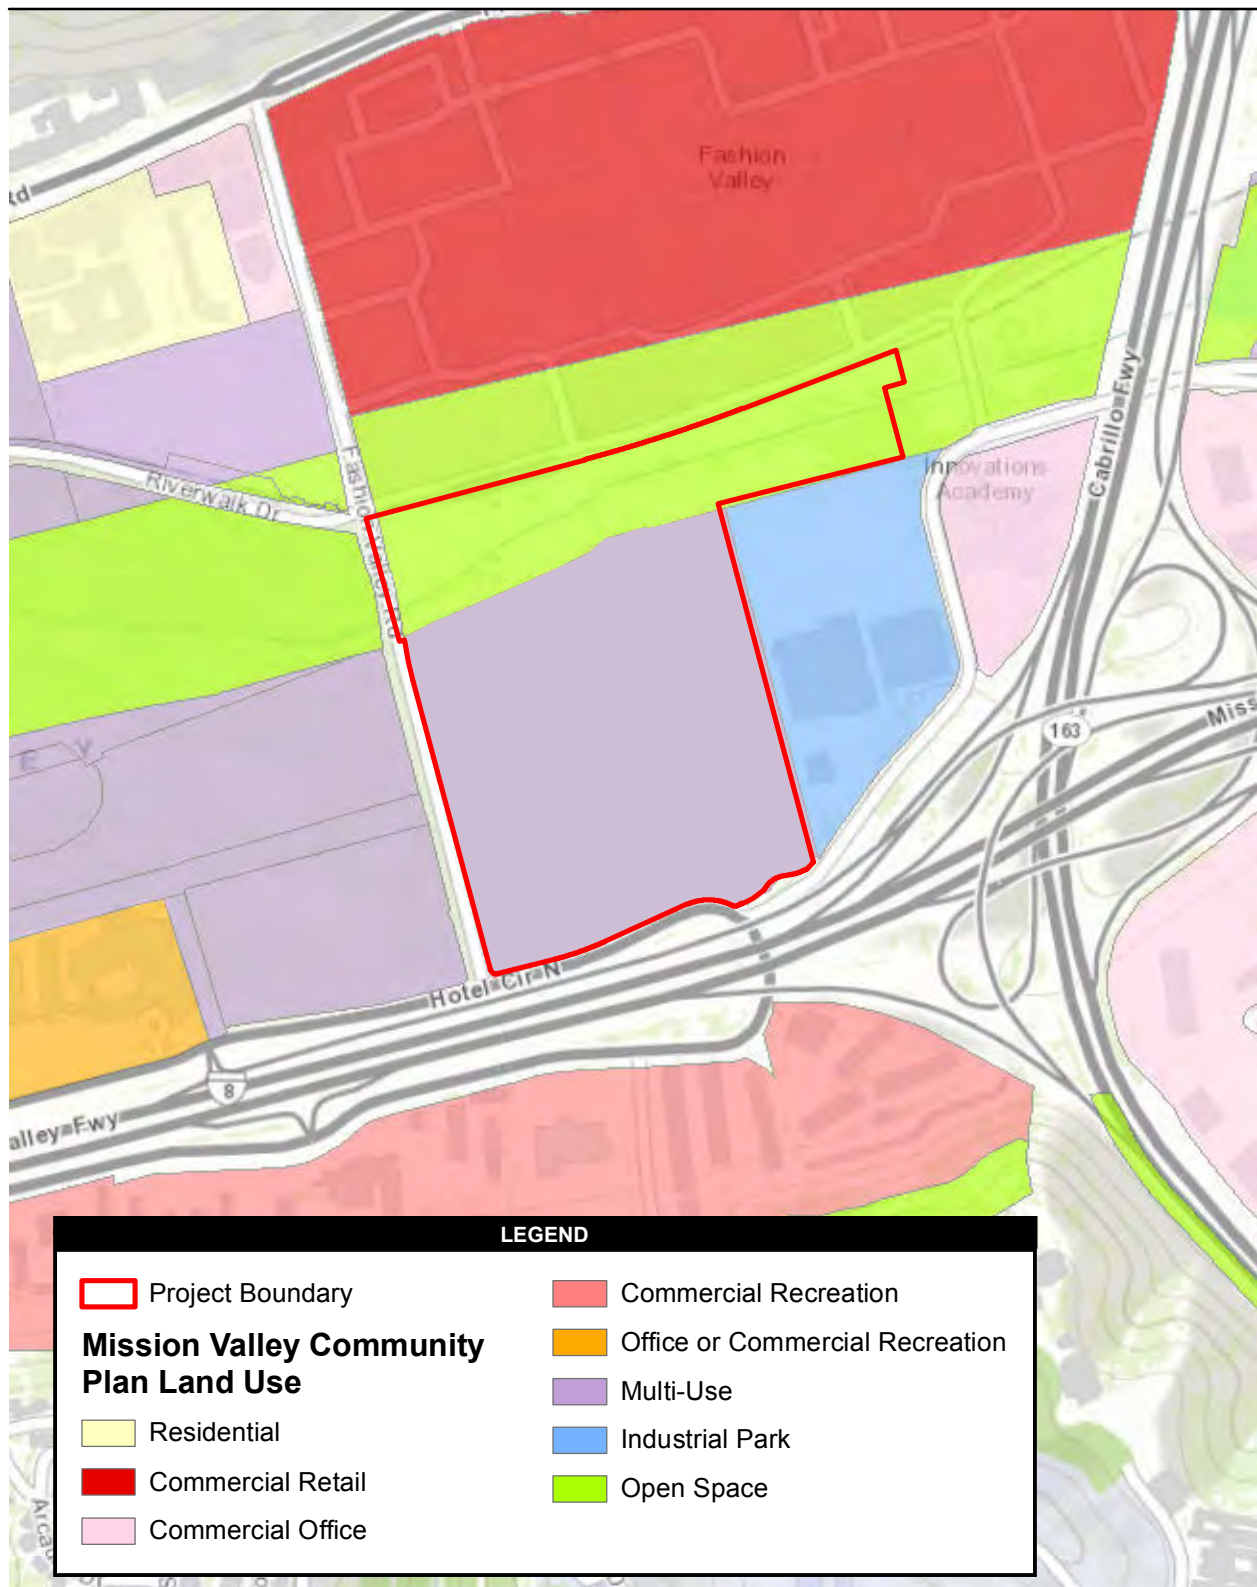 Fashion
Valley
Rd
Cabrillo Fwy
Innovations
Academy
Riverwalk Dr
Fashion Valley Rd
163
Miss
E Y
Hotel Cir N
8
alley Fwy
LEGEND
Project Boundary
Mission Valley Community
Plan Land Use
Residential
Commercial Retail
Commercial Office
Commercial Recreation
Office or Commercial Recreation
Multi-Use
Industrial Park
Open Space